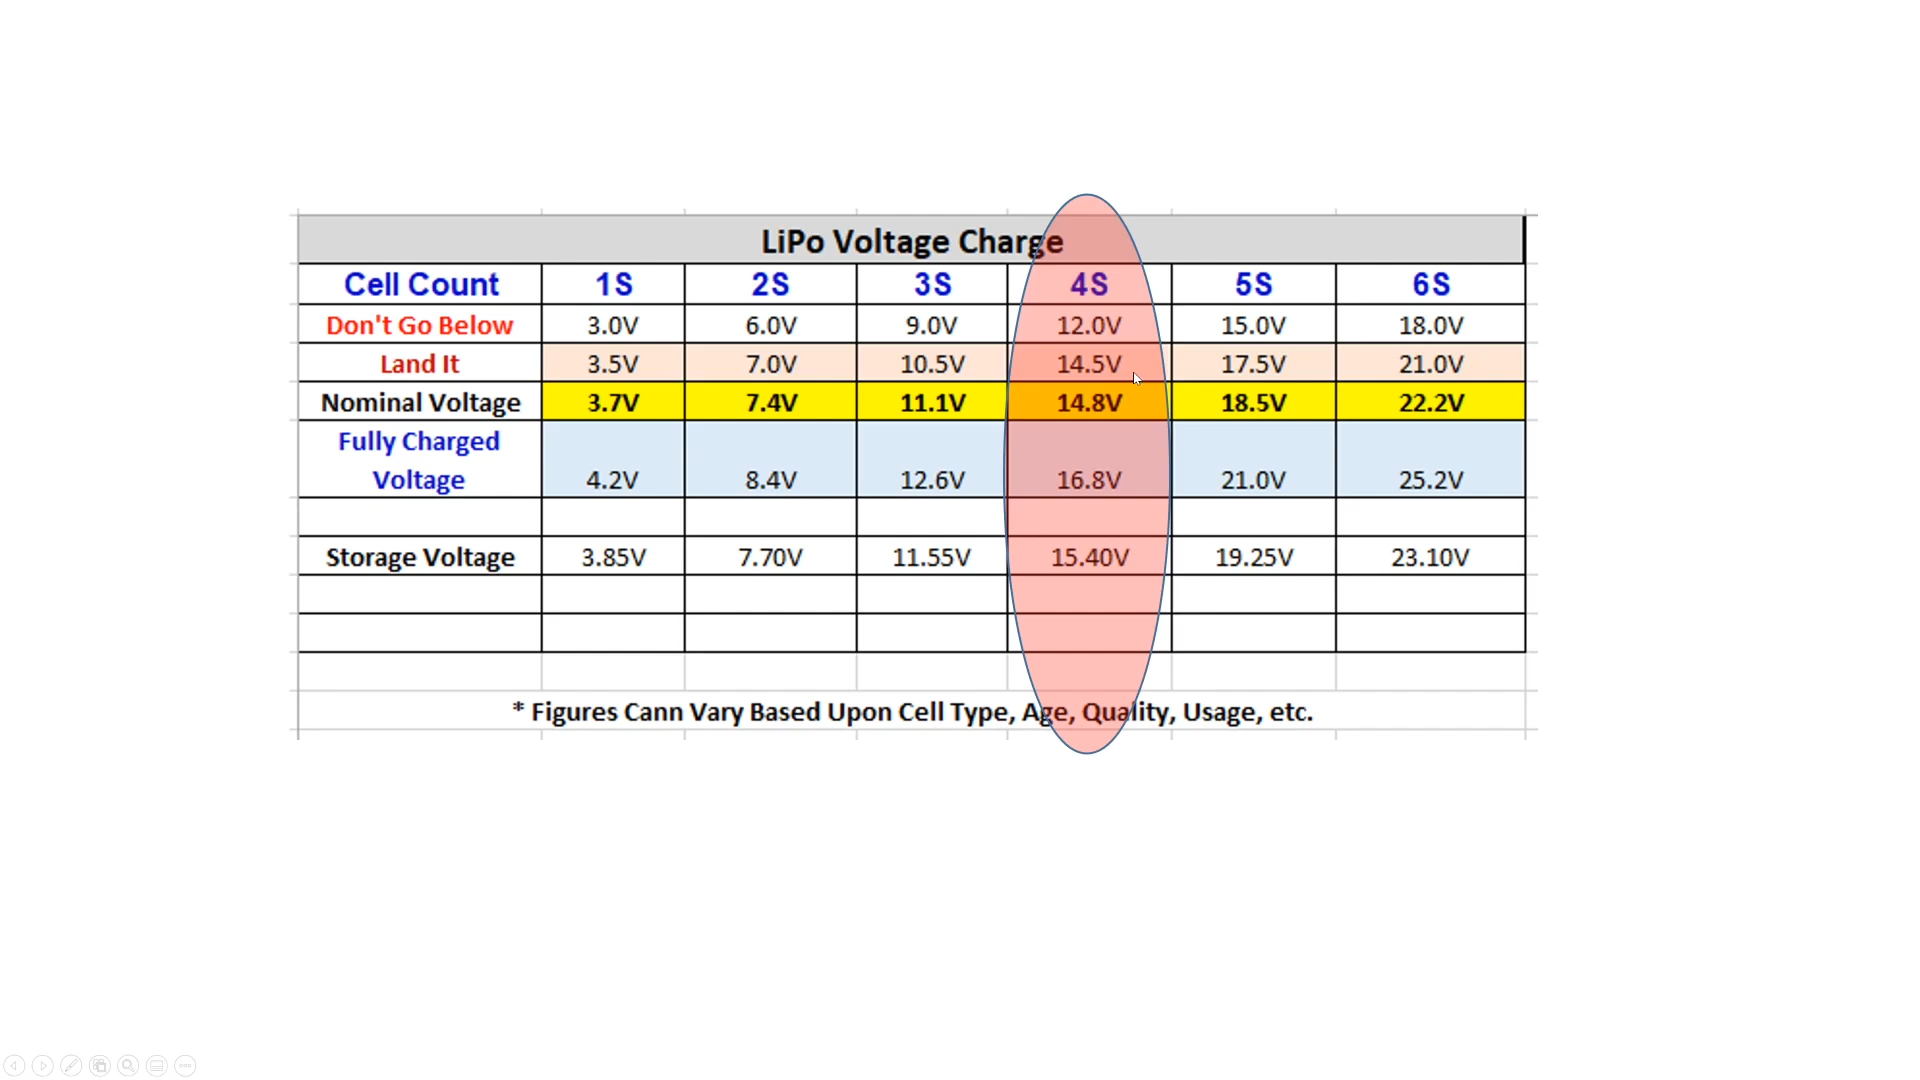 LiPo Voltage Charge
Cell Count 1S 2S 3S 4S 5S 6S
Don't Go Below 3.0V 6.0V 9.0V 12.0V 15.0V 18.0V
Land It 3.5V 7.0V 10.5V 14.5V 17.5V 21.0V
Nominal Voltage 3.7V 7.4V 11.1V 14.8V 18.5V 22.2V
Fully Charged
Voltage 4.2V 8.4V 12.6V 16.8V 21.0V 25.2V
Storage Voltage 3.85V 7.70V 11.55V 15.40V 19.25V 23.10V
* Figures Cann Vary Based Upon Cell Type, Age, Quality, Usage, etc.